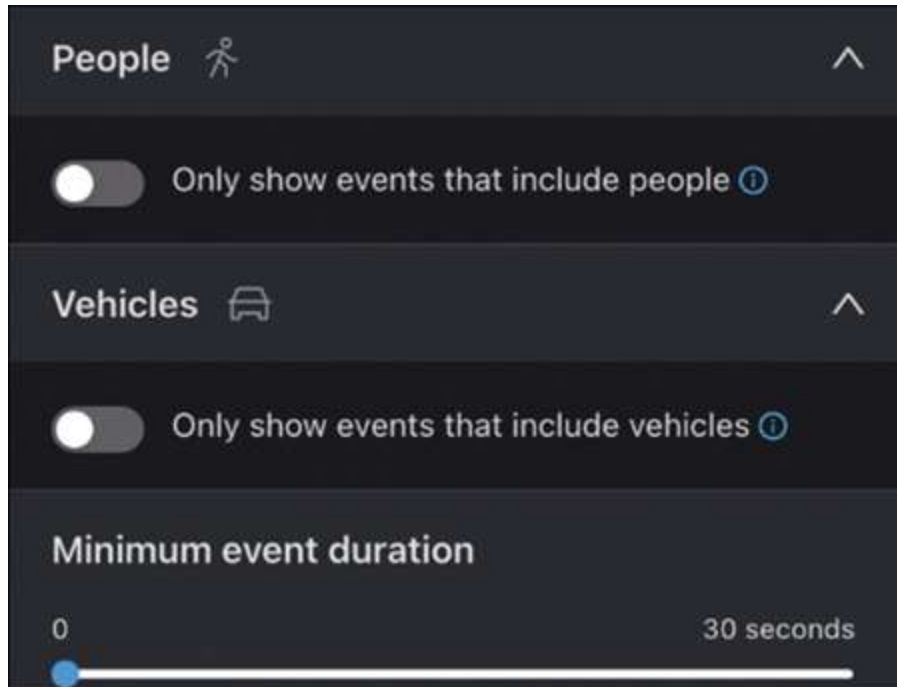 People
Only show events that include people
Vehicles
Only show events that include vehicles
Minimum event duration
0 30 seconds